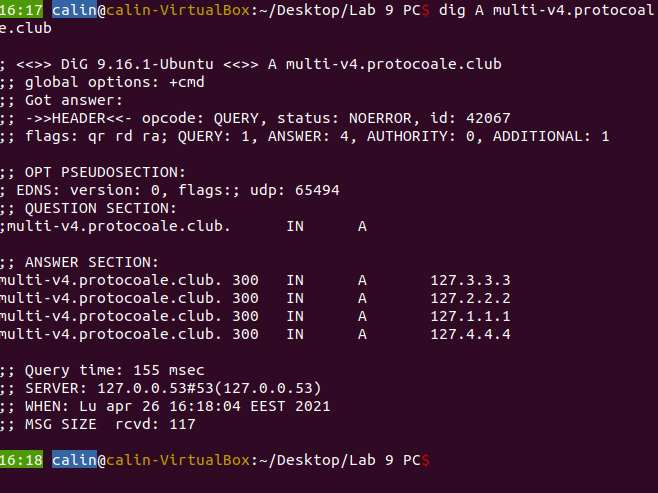 16:17 calin@calin-VirtualBox:~/Desktop/Lab 9 PC$ dig A multi-v4.protocoal
e.club

; <<>> DiG 9.16.1-Ubuntu <<>> A multi-v4.protocoale.club
;; global options: +cmd
;; Got answer:
;; ->>HEADER<<- opcode: QUERY, status: NOERROR, id: 42067
;; flags: qr rd ra; QUERY: 1, ANSWER: 4, AUTHORITY: 0, ADDITIONAL: 1

;; OPT PSEUDOSECTION:
; EDNS: version: 0, flags:; udp: 65494
;; QUESTION SECTION:
;multi-v4.protocoale.club. IN A

;; ANSWER SECTION:
multi-v4.protocoale.club. 300 IN A 127.3.3.3
multi-v4.protocoale.club. 300 IN A 127.2.2.2
multi-v4.protocoale.club. 300 IN A 127.1.1.1
multi-v4.protocoale.club. 300 IN A 127.4.4.4

;; Query time: 155 msec
;; SERVER: 127.0.0.53#53(127.0.0.53)
;; WHEN: Lu apr 26 16:18:04 EEST 2021
;; MSG SIZE rcvd: 117

16:18 calin@calin-VirtualBox:~/Desktop/Lab 9 PC$